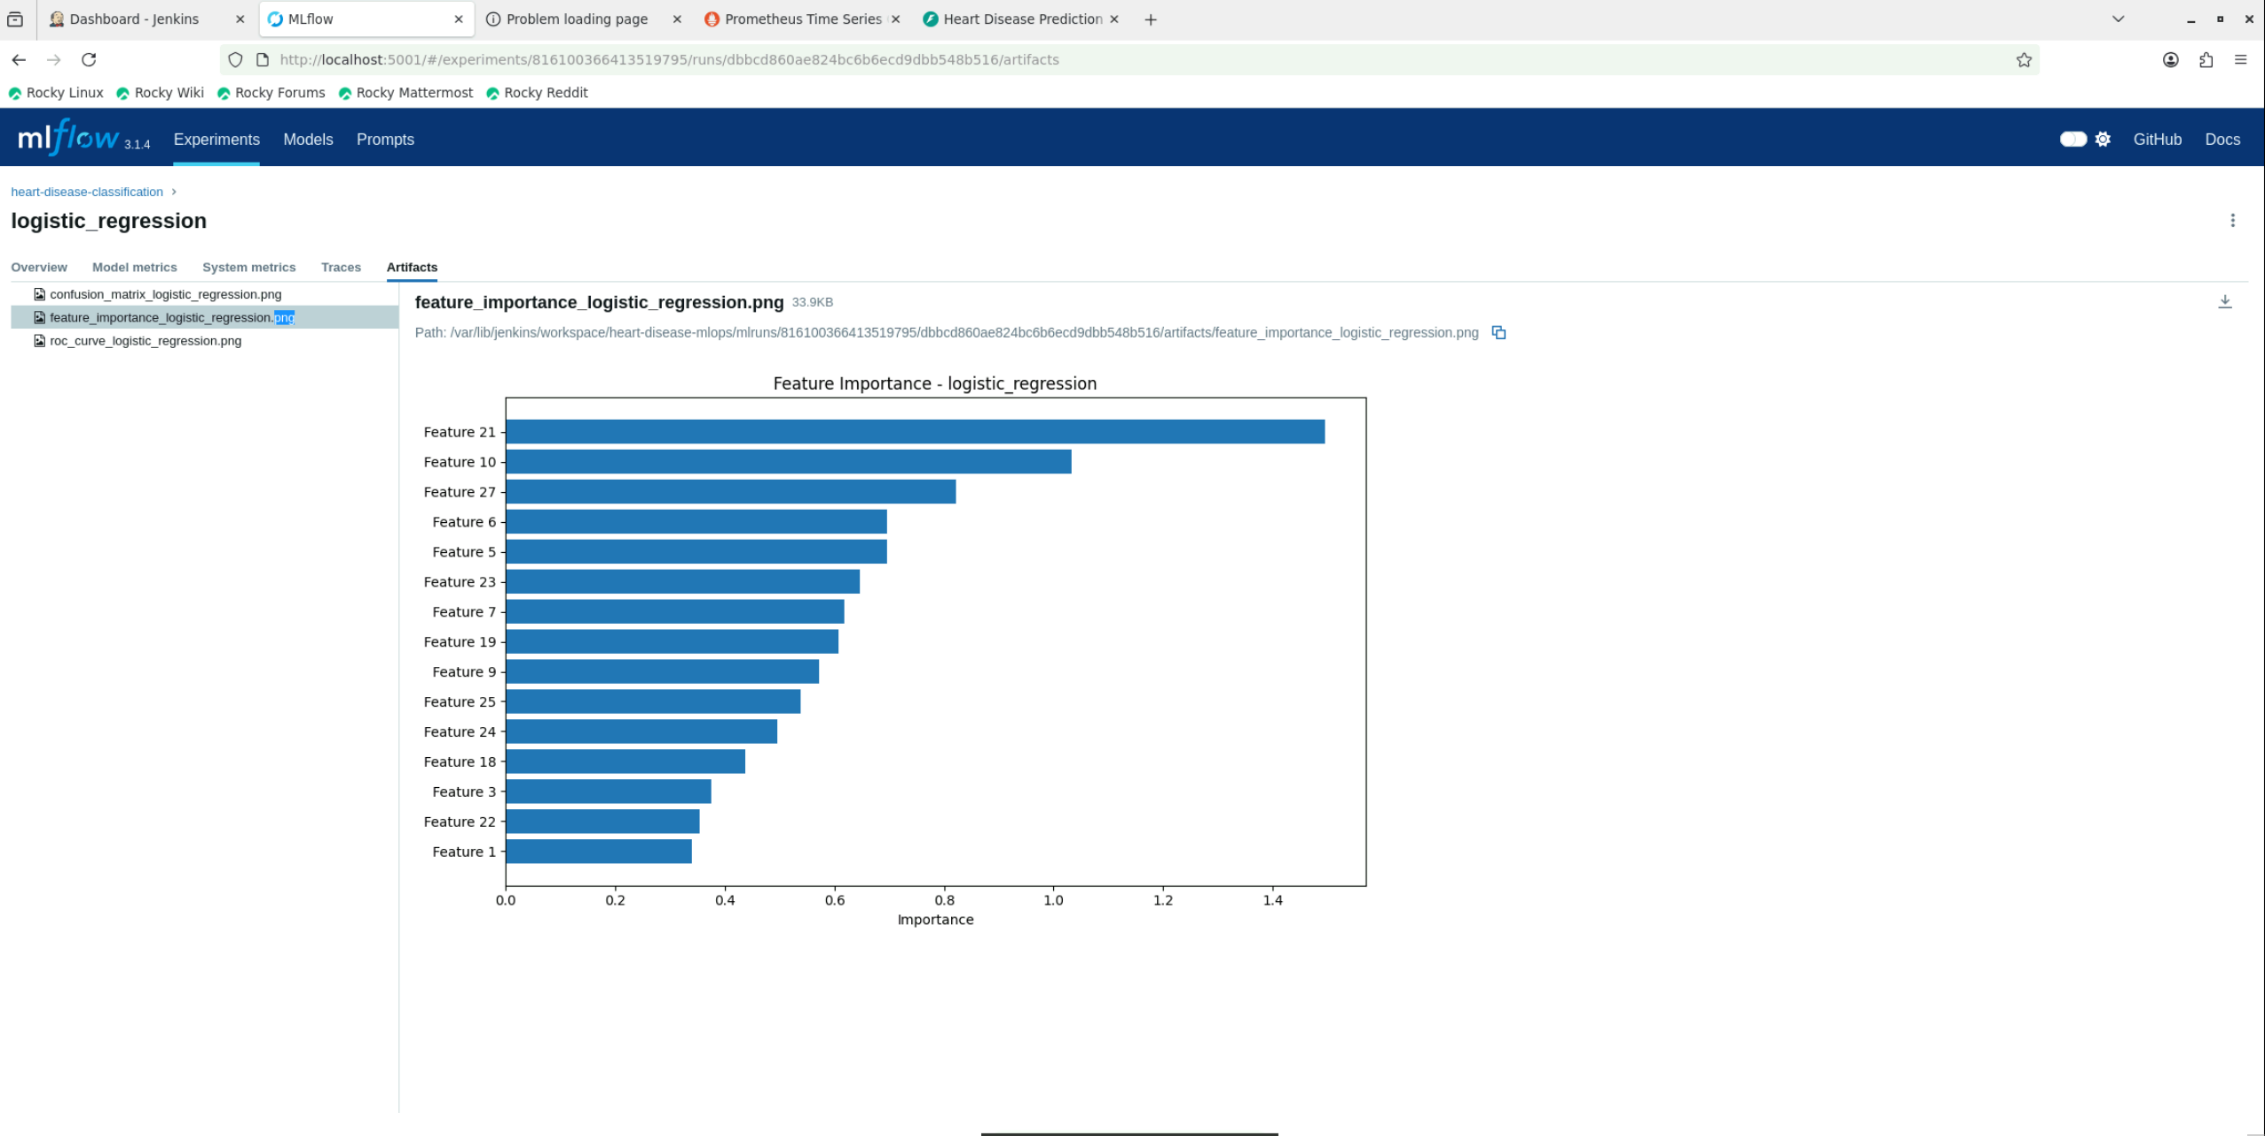 Dashboard - Jenkins
MLflow
Problem loading page
Prometheus Time Series
Heart Disease Prediction
http://localhost:5001/#/experiments/816100366413519795/runs/dbbcd860ae824bc6b6ecd9dbb548b516/artifacts
Rocky Linux Rocky Wiki Rocky Forums Rocky Mattermost Rocky Reddit
mlflow 3.1.4 Experiments Models Prompts GitHub Docs
heart-disease-classification
logistic_regression
Overview Model metrics System metrics Traces Artifacts
confusion_matrix_logistic_regression.png
feature_importance_logistic_regression.png
roc_curve_logistic_regression.png
feature_importance_logistic_regression.png 33.9KB
Path: /var/lib/jenkins/workspace/heart-disease-mlops/mlruns/816100366413519795/dbbcd860ae824bc6b6ecd9dbb548b516/artifacts/feature_importance_logistic_regression.png
Feature Importance - logistic_regression
Feature 21
Feature 10
Feature 27
Feature 6
Feature 5
Feature 23
Feature 7
Feature 19
Feature 9
Feature 25
Feature 24
Feature 18
Feature 3
Feature 22
Feature 1
0.0 0.2 0.4 0.6 0.8 1.0 1.2 1.4
Importance